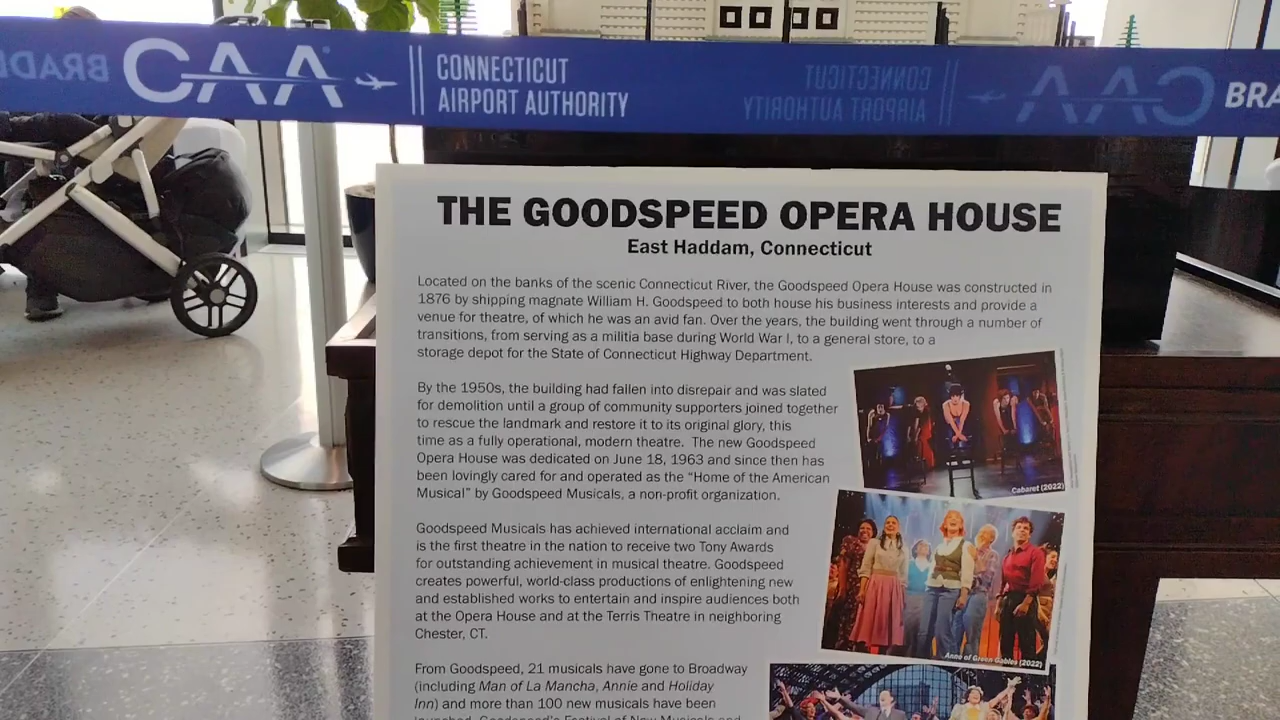 CAA
CONNECTICUT
AIRPORT AUTHORITY
CONNECTICUT
AIRPORT AUTHORITY
CAA
BRA
THE GOODSPEED OPERA HOUSE
East Haddam, Connecticut
Located on the banks of the scenic Connecticut River, the Goodspeed Opera House was constructed in
1876 by shipping magnate William H. Goodspeed to both house his business interests and provide a
venue for theatre, of which he was an avid fan. Over the years, the building went through a number of
transitions, from serving as a militia base during World War I, to a general store, to a
storage depot for the State of Connecticut Highway Department.
By the 1950s, the building had fallen into disrepair and was slated
for demolition until a group of community supporters joined together
to rescue the landmark and restore it to its original glory, this
time as a fully operational, modern theatre. The new Goodspeed
Opera House was dedicated on June 18, 1963 and since then has
been lovingly cared for and operated as the “Home of the American
Musical” by Goodspeed Musicals, a non-profit organization.
Cabaret (2022)
Goodspeed Musicals has achieved international acclaim and
is the first theatre in the nation to receive two Tony Awards
for outstanding achievement in musical theatre. Goodspeed
creates powerful, world-class productions of enlightening new
and established works to entertain and inspire audiences both
at the Opera House and at the Terris Theatre in neighboring
Chester, CT.
Anne of Green Gables (2022)
From Goodspeed, 21 musicals have gone to Broadway
(including Man of La Mancha, Annie and Holiday
Inn) and more than 100 new musicals have been
launched. Goodspeed's Festival of New Musicals and